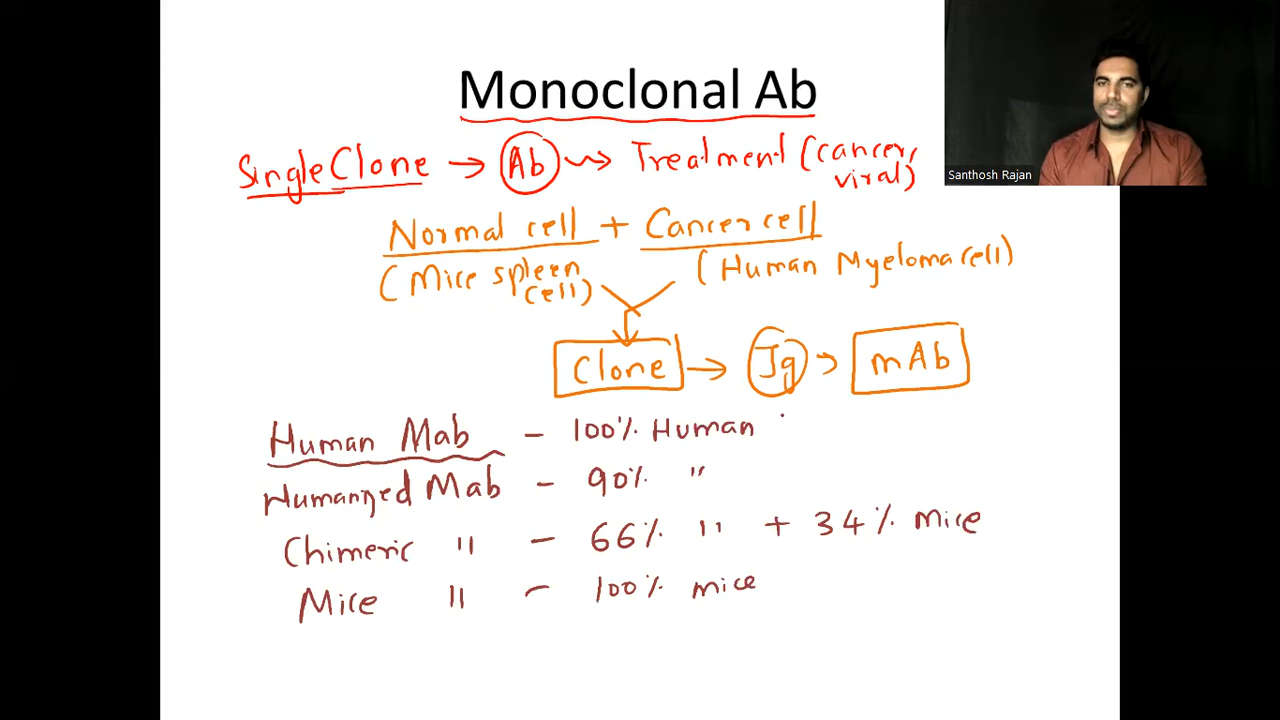 Monoclonal Ab
Single Clone → Ab → Treatment (cancer, viral)
Santhosh Rajan
Normal cell + Cancer cell
(Mice spleen cell) (Human Myeloma cell)
Clone → Ig → mAb
Human Mab - 100% Human
Humanized Mab - 90% "
Chimeric " - 66% " + 34% mice
Mice " - 100% mice